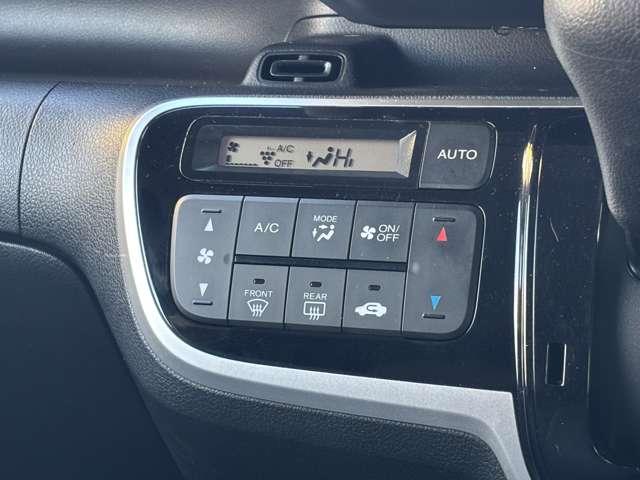 A/C
OFF
Hi
AUTO
A/C
MODE
ON/
OFF
FRONT
REAR